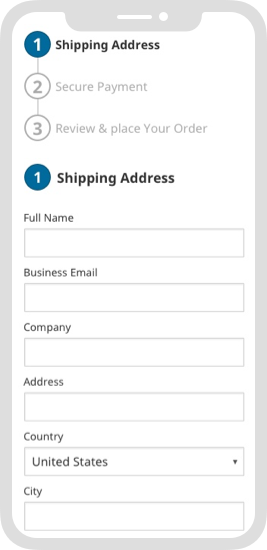 1 Shipping Address
2 Secure Payment
3 Review & place Your Order
1 Shipping Address
Full Name
Business Email
Company
Address
Country
United States
City